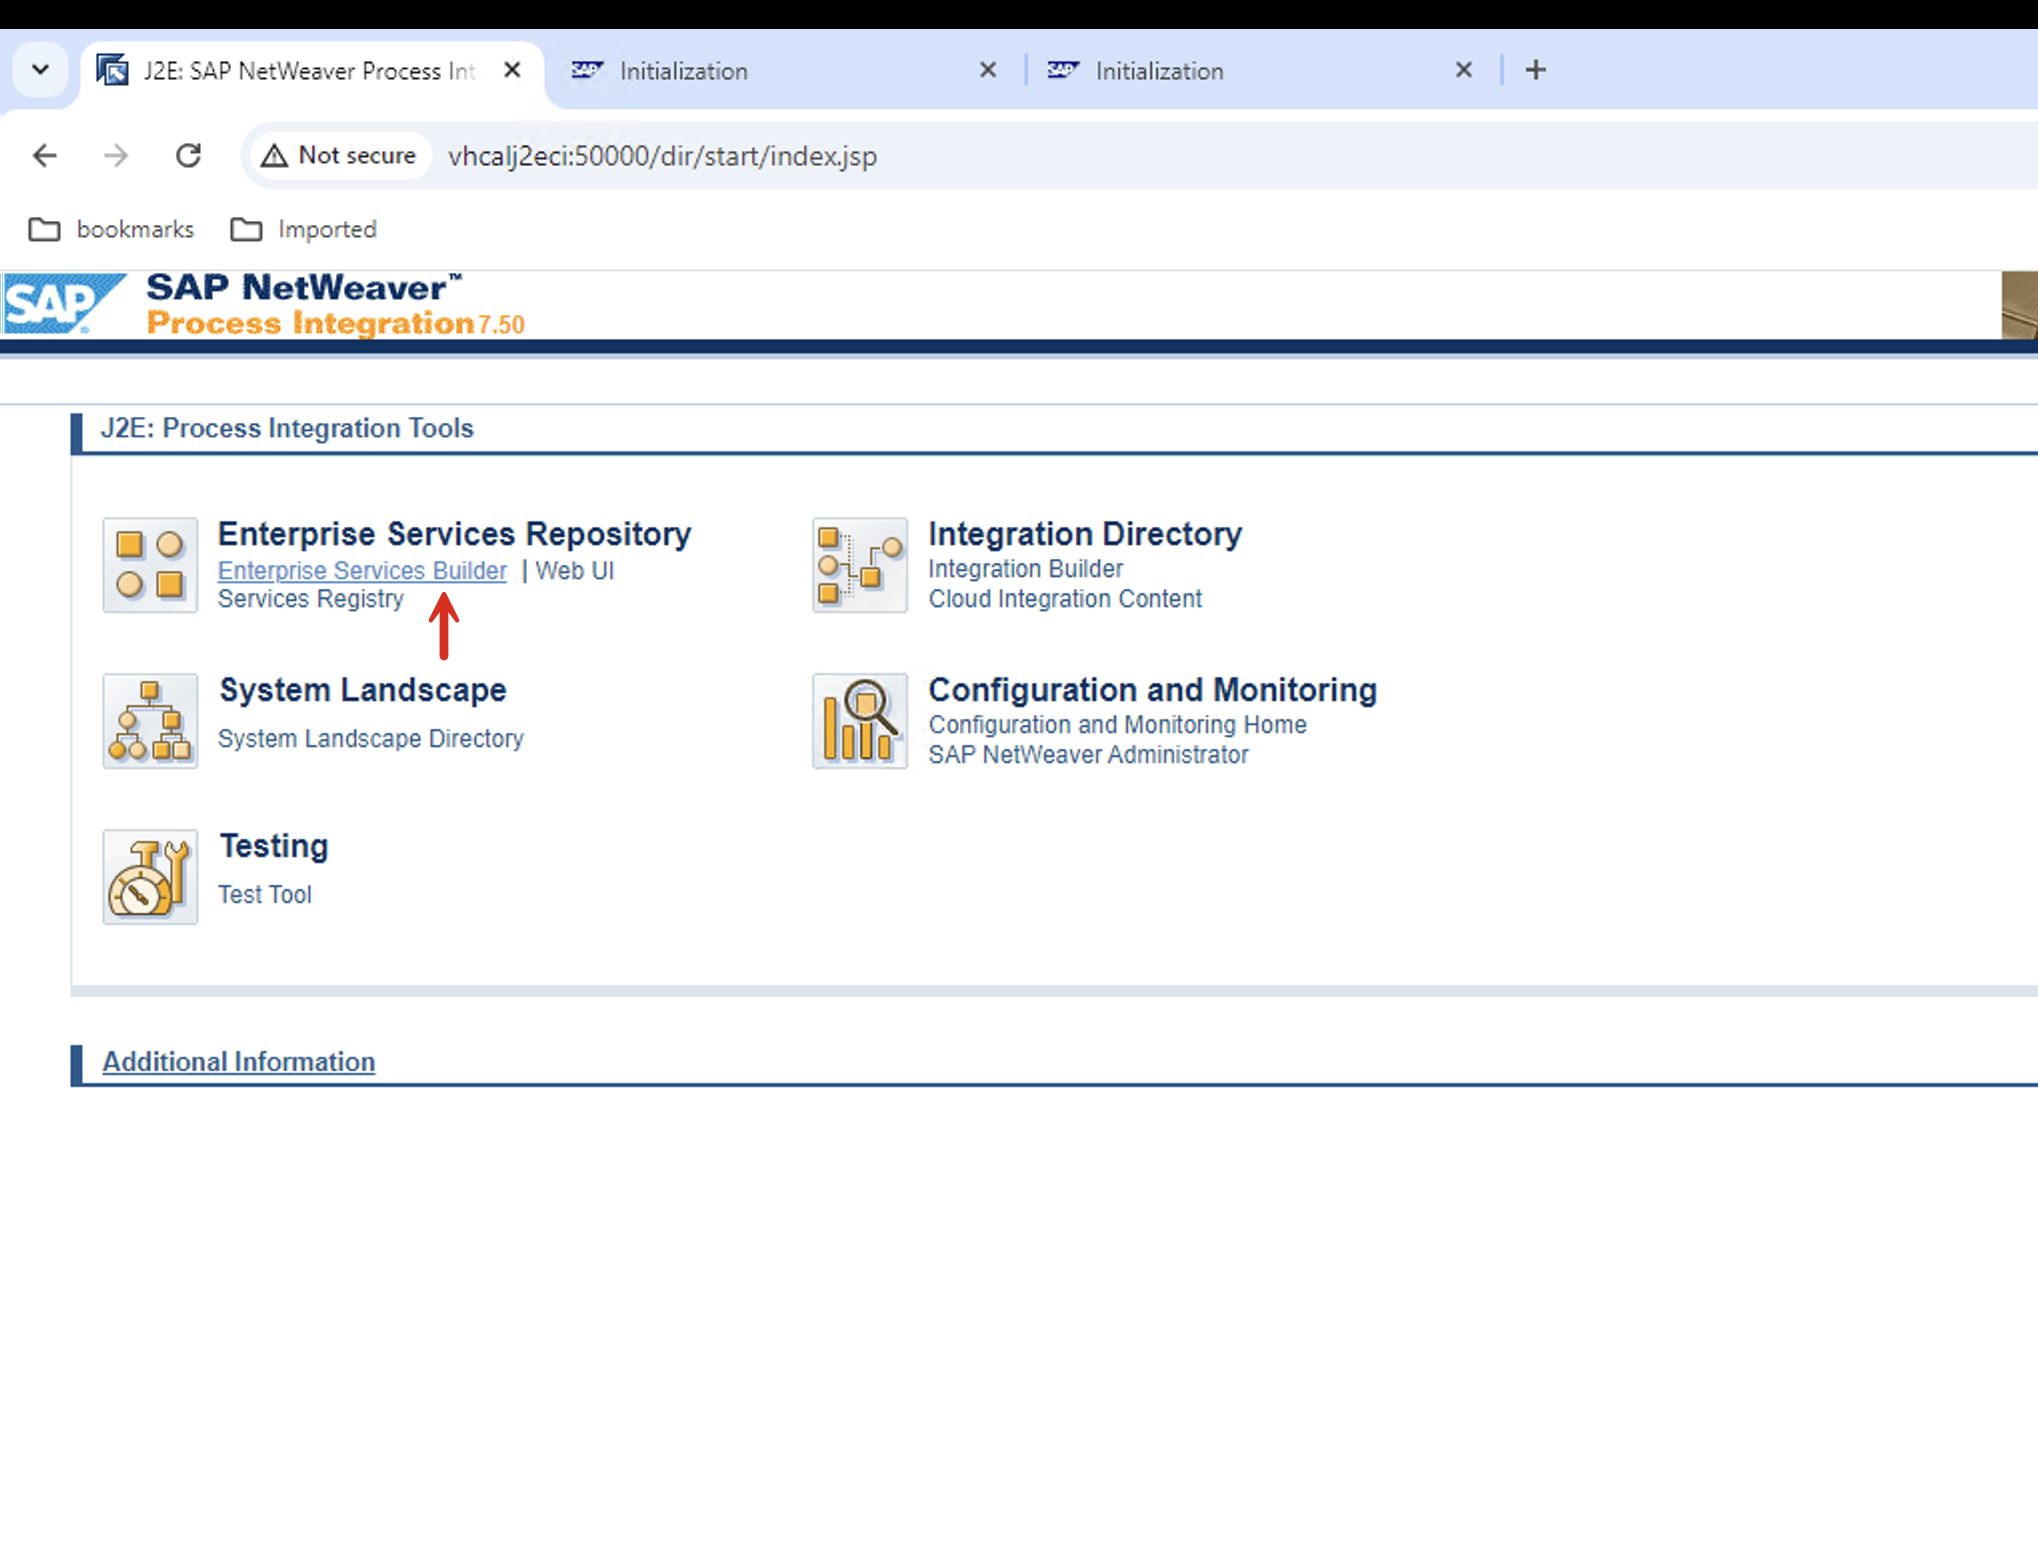 J2E: SAP NetWeaver Process Int
SAP Initialization
SAP Initialization
Not secure vhcalj2eci:50000/dir/start/index.jsp
bookmarks Imported
SAP SAP NetWeaver™
Process Integration 7.50
J2E: Process Integration Tools
Enterprise Services Repository
Enterprise Services Builder | Web UI
Services Registry
Integration Directory
Integration Builder
Cloud Integration Content
System Landscape
System Landscape Directory
Configuration and Monitoring
Configuration and Monitoring Home
SAP NetWeaver Administrator
Testing
Test Tool
Additional Information